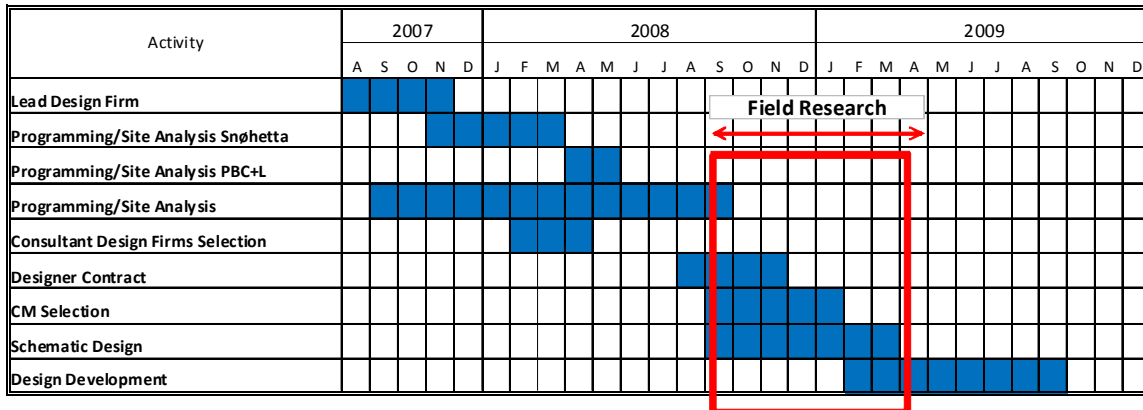 Activity
2007
2008
2009
A S O N D J F M A M J J A S O N D J F M A M J J A S O N D
Lead Design Firm
Field Research
Programming/Site Analysis Snøhetta
Programming/Site Analysis PBC+L
Programming/Site Analysis
Consultant Design Firms Selection
Designer Contract
CM Selection
Schematic Design
Design Development